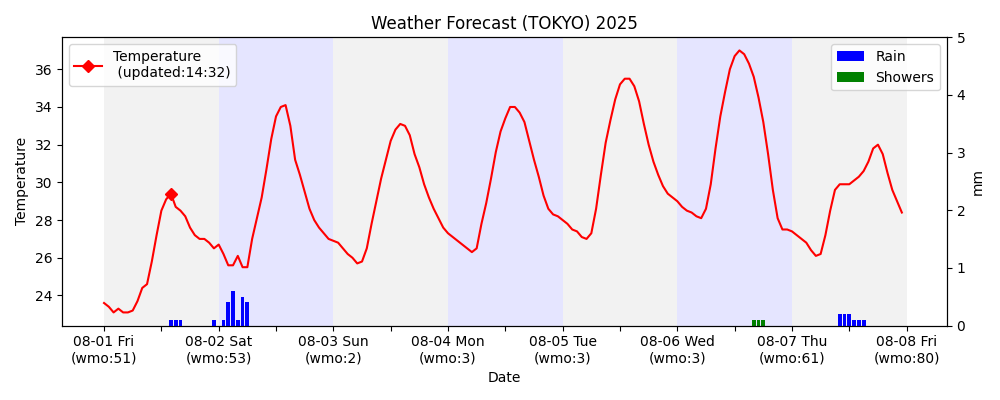 Weather Forecast (TOKYO) 2025
Temperature
(updated:14:32)
Rain
Showers
Temperature
36
34
32
30
28
26
24
5
4
3
2
1
0
mm
08-01 Fri
(wmo:51)
08-02 Sat
(wmo:53)
08-03 Sun
(wmo:2)
08-04 Mon
(wmo:3)
08-05 Tue
(wmo:3)
08-06 Wed
(wmo:3)
08-07 Thu
(wmo:61)
08-08 Fri
(wmo:80)
Date